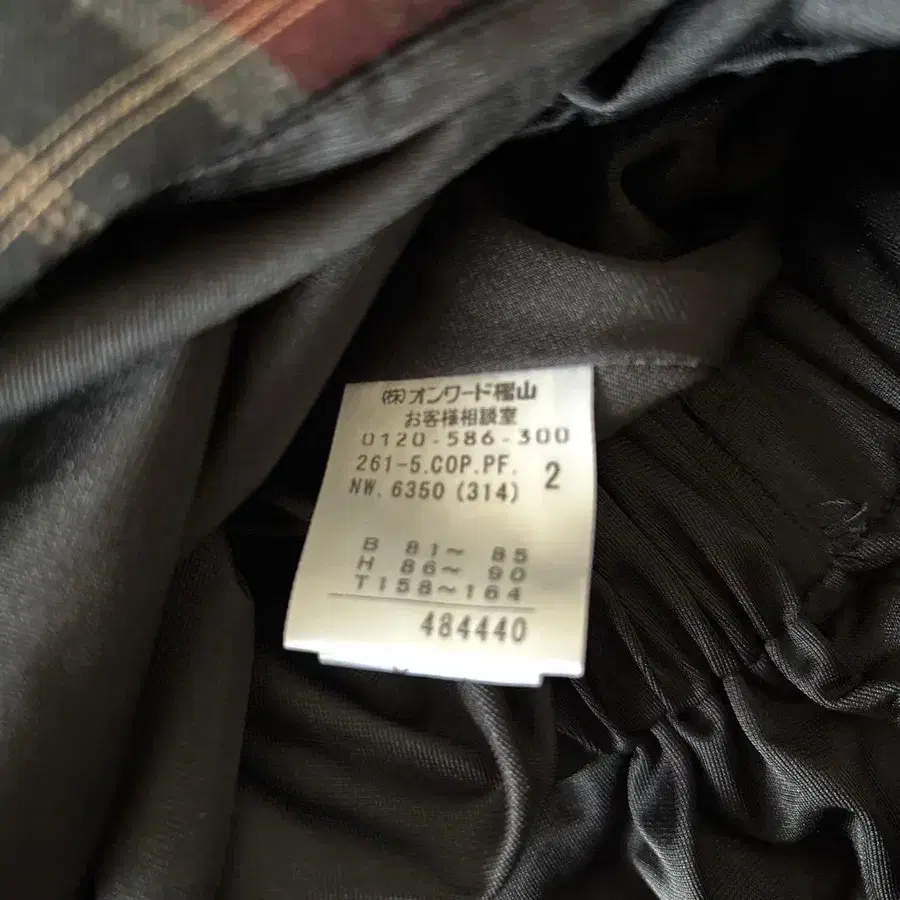 (株)オンワード樫山
お客様相談室
0120-586-300
261-5.COP.PF. 2
NW. 6350 (314)
B 81～ 85
H 86～ 90
T158～164
484440